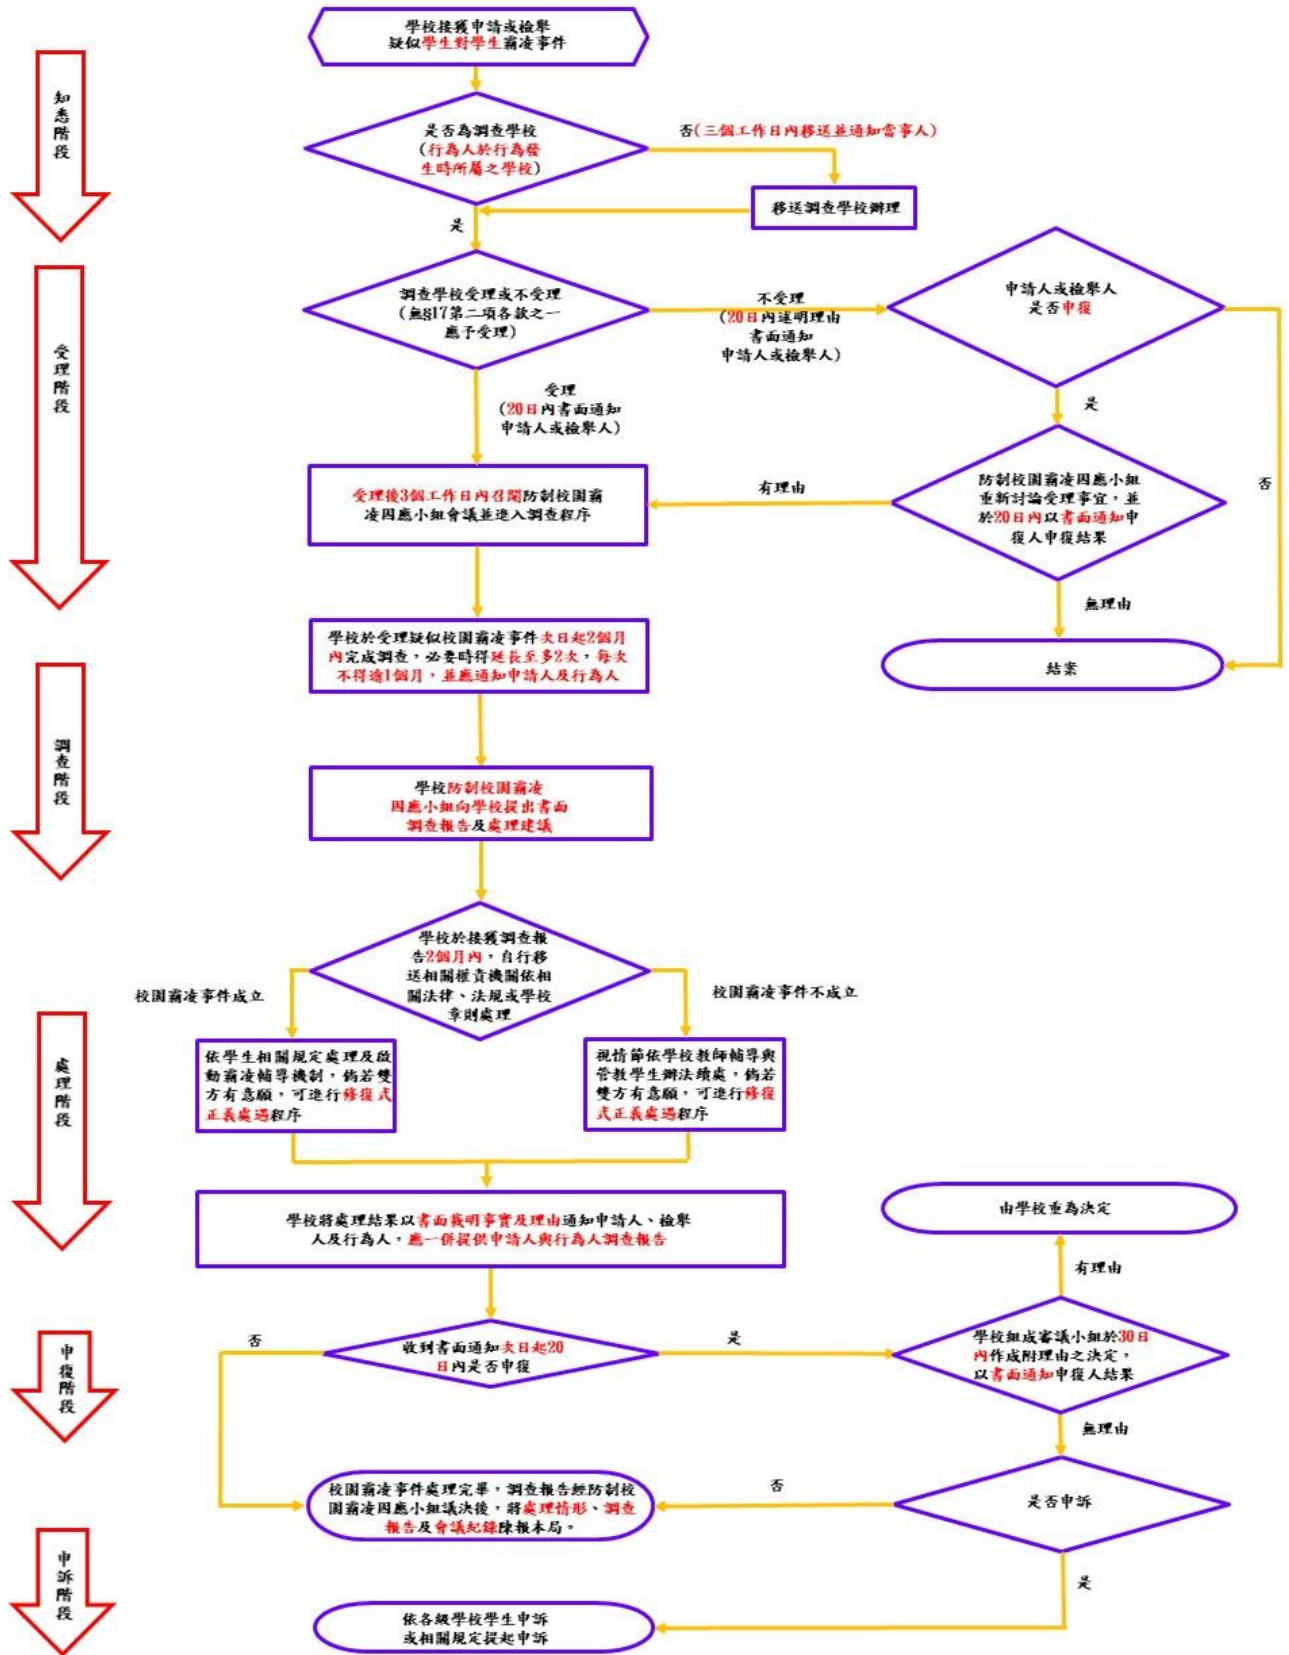 學校接獲申請或檢舉
疑似學生對學生霸凌事件
知悉階段
是否為調查學校
(行為人於行為發
生時所屬之學校)
否(三個工作日內移送並通知當事人)
移送調查學校辦理
是
受理階段
調查學校受理或不受理
(無§17第二項各款之一
應予受理)
不受理
(20日內述明理由
書面通知
申請人或檢舉人)
申請人或檢舉人
是否申復
受理
(20日內書面通知
申請人或檢舉人)
是
否
受理後3個工作日內召開防制校園霸
凌因應小組會議並進入調查程序
有理由
防制校園霸凌因應小組
重新討論受理事宜，並
於20日內以書面通知申
復人申復結果
無理由
結案
調查階段
學校於受理疑似校園霸凌事件次日起2個月
內完成調查，必要時得延長至多2次，每次
不得逾1個月，並應通知申請人及行為人
學校防制校園霸凌
因應小組向學校提出書面
調查報告及處理建議
處理階段
學校於接獲調查報
告2個月內，自行移
送相關權責機關依相
關法律、法規或學校
章則處理
校園霸凌事件成立
校園霸凌事件不成立
依學生相關規定處理及啟
動霸凌輔導機制，倘若雙
方有意願，可進行修復式
正義處遇程序
視情節依學校教師輔導與
管教學生辦法續處，倘若
雙方有意願，可進行修復
式正義處遇程序
學校將處理結果以書面載明事實及理由通知申請人、檢舉
人及行為人，應一併提供申請人與行為人調查報告
由學校重為決定
有理由
申復階段
否
收到書面通知次日起20
日內是否申復
是
學校組成審議小組於30日
內作成附理由之決定，
以書面通知申復人結果
無理由
校園霸凌事件處理完畢，調查報告經防制校
園霸凌因應小組議決後，將處理情形、調查
報告及會議紀錄陳報本局。
否
是否申訴
是
申訴階段
依各級學校學生申訴
或相關規定提起申訴